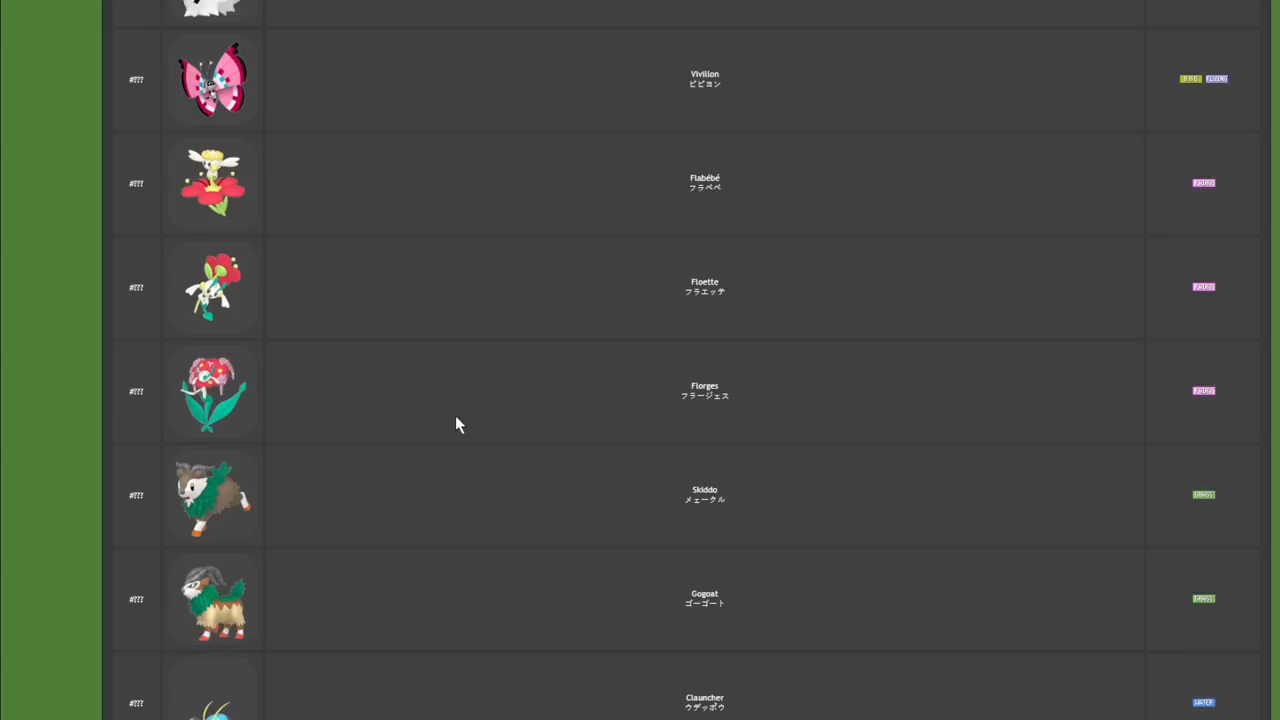 #???
Vivillon
ビビヨン
BUG FLYING
#???
Flabébé
フラベベ
FAIRY
#???
Floette
フラエッテ
FAIRY
#???
Florges
フラージェス
FAIRY
#???
Skiddo
メェークル
GRASS
#???
Gogoat
ゴーゴート
GRASS
#???
Clauncher
ウデッポウ
WATER